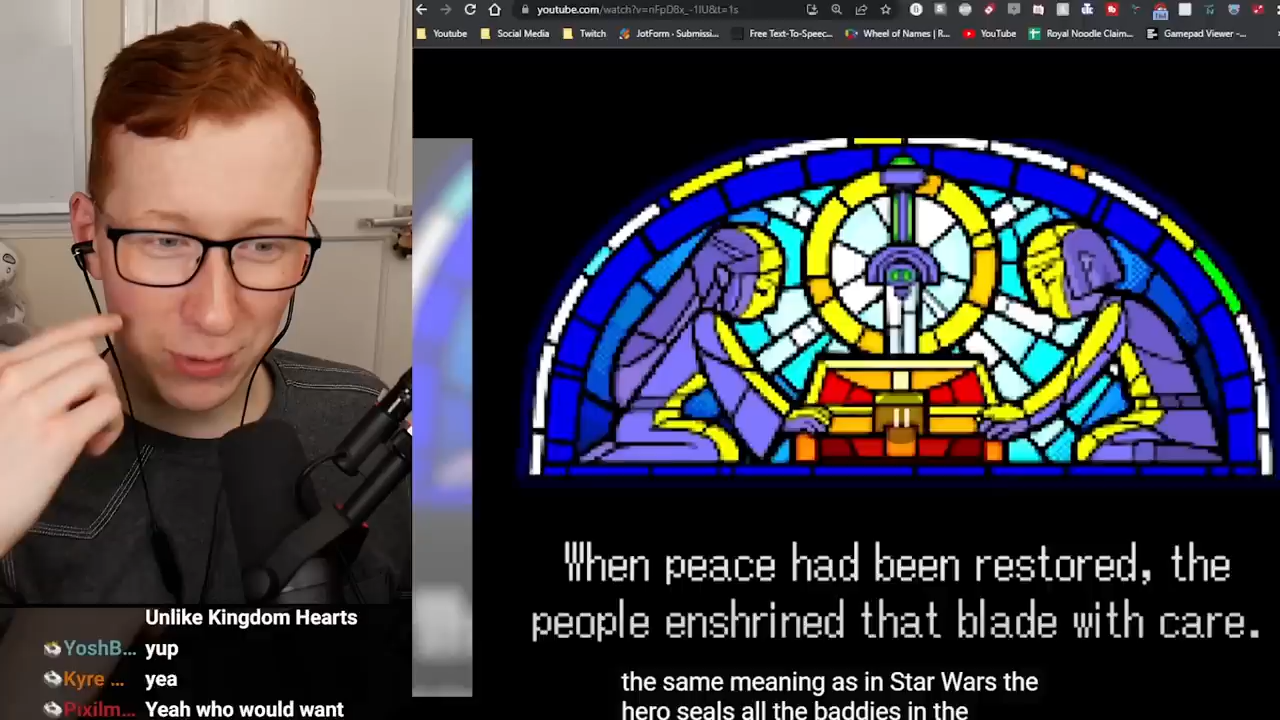 youtube.com/watch?v=nFpD8x_-1IU&t=1s
Youtube
Social Media
Twitch
JotForm · Submissi...
Free Text-To-Speec...
Wheel of Names | R...
YouTube
Royal Noodle Claim...
Gamepad Viewer -...
When peace had been restored, the
people enshrined that blade with care.
the same meaning as in Star Wars the
hero seals all the baddies in the
Unlike Kingdom Hearts
YoshB... yup
Kyre ... yea
Pixilm... Yeah who would want